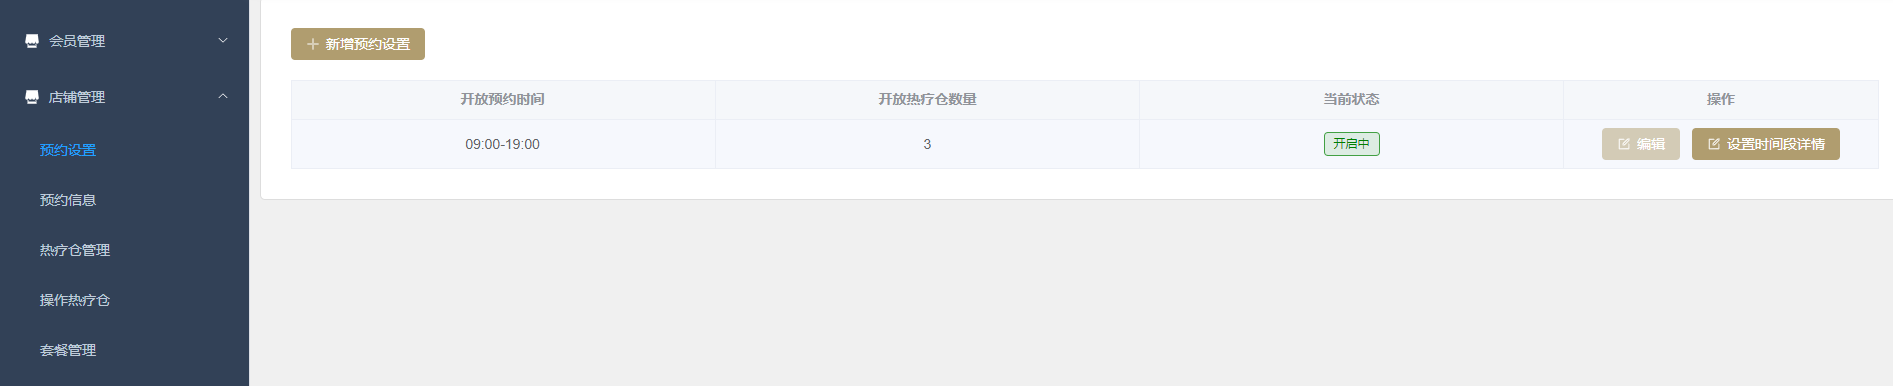 会员管理
店铺管理
预约设置
预约信息
热疗仓管理
操作热疗仓
套餐管理
新增预约设置
开放预约时间 开放热疗仓数量 当前状态 操作
09:00-19:00 3 开启中 编辑 设置时间段详情